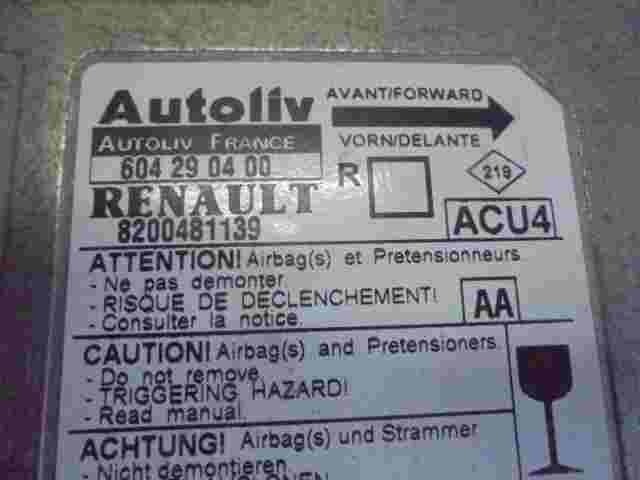 Autoliv
AVANT/FORWARD
AUTOLIV FRANCE
VORN/DELANTE
604 29 04 00
R
219
RENAULT
8200481139
ACU4
ATTENTION! Airbag(s) et Pretensionneurs
- Ne pas demonter.
- RISQUE DE DECLENCHEMENT!
- Consulter la notice.
AA
CAUTION! Airbag(s) and Pretensioners.
- Do not remove.
- TRIGGERING HAZARD!
- Read manual.
ACHTUNG! Airbag(s) und Strammer
- Nicht demontieren.